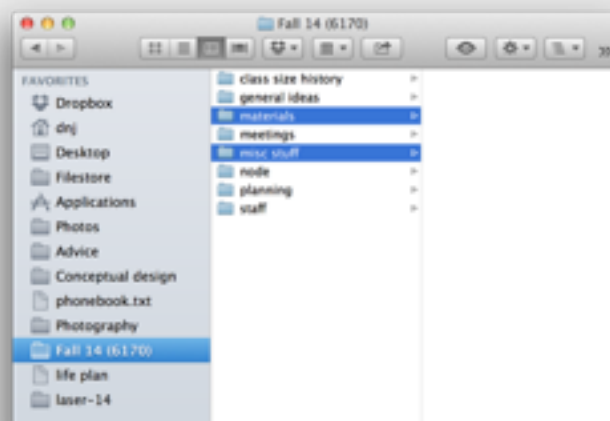 Fall 14 (6170)
FAVORITES
Dropbox
dnj
Desktop
Filestore
Applications
Photos
Advice
Conceptual design
phonebook.txt
Photography
Fall 14 (6170)
life plan
laser-14
class size history
general ideas
materials
meetings
misc stuff
node
planning
staff